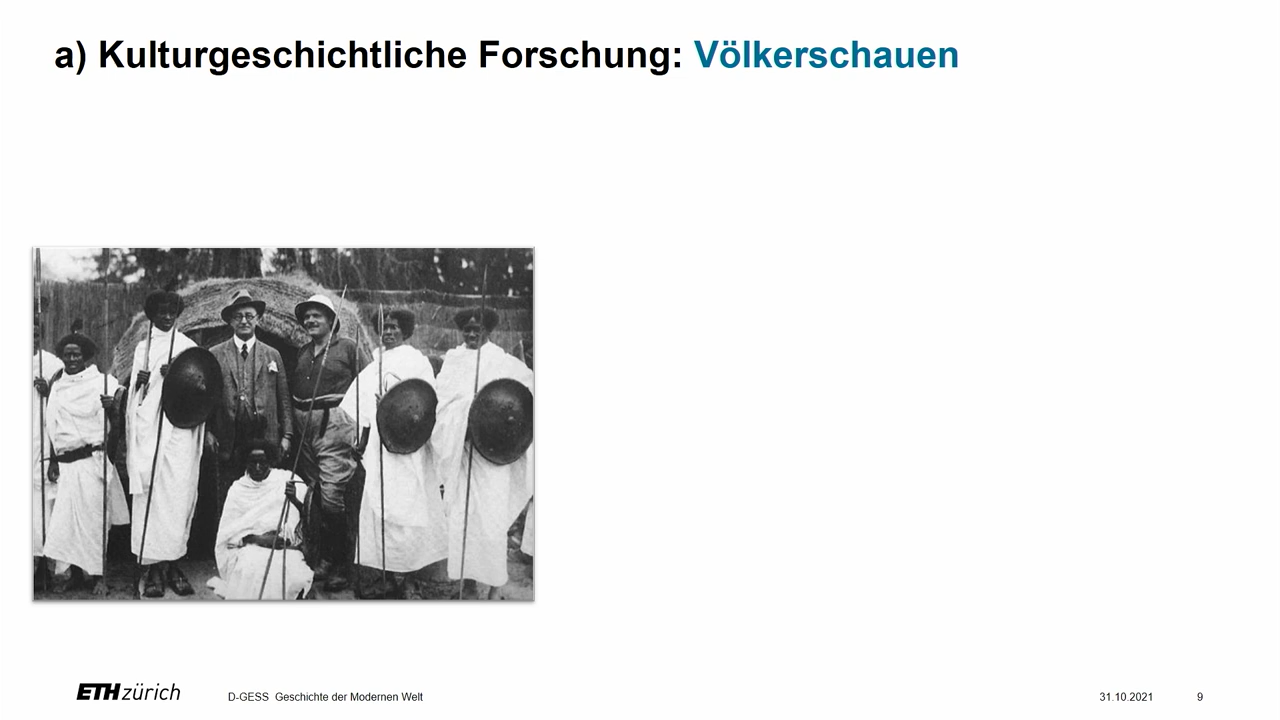 a) Kulturgeschichtliche Forschung: Völkerschauen
ETH zürich
D-GESS Geschichte der Modernen Welt
31.10.2021
9